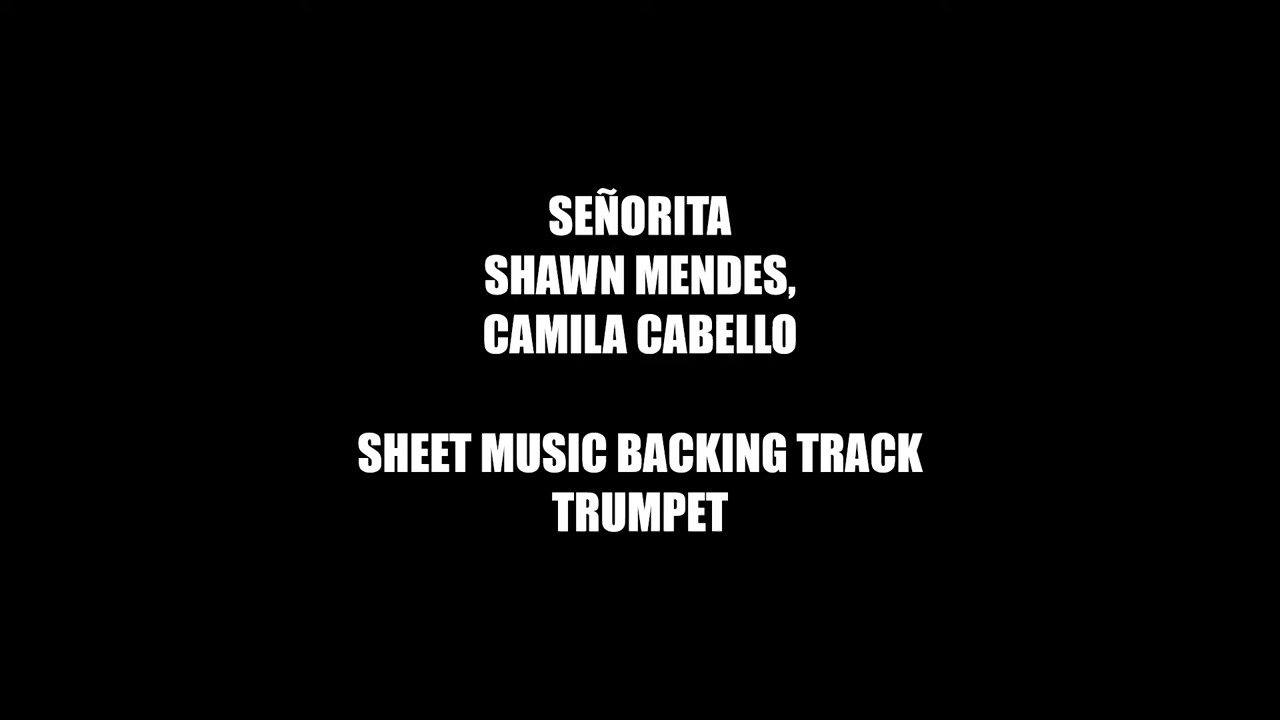 SEÑORITA
SHAWN MENDES,
CAMILA CABELLO
SHEET MUSIC BACKING TRACK
TRUMPET